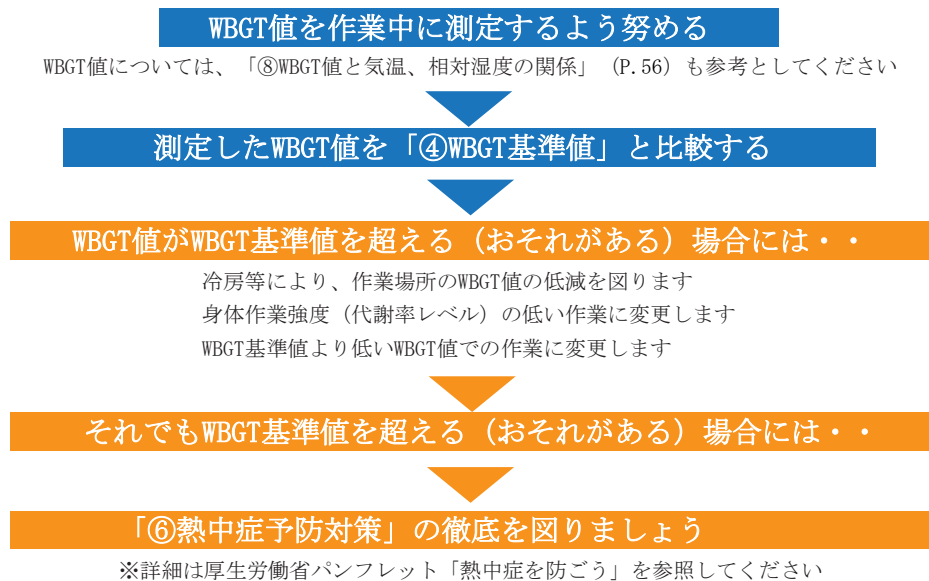 WBGT値を作業中に測定するよう努める
WBGT値については、「⑧WBGT値と気温、相対湿度の関係」（P.56）も参考としてください
測定したWBGT値を「④WBGT基準値」と比較する
WBGT値がWBGT基準値を超える（おそれがある）場合には・・
冷房等により、作業場所のWBGT値の低減を図ります
身体作業強度（代謝率レベル）の低い作業に変更します
WBGT基準値より低いWBGT値での作業に変更します
それでもWBGT基準値を超える（おそれがある）場合には・・
「⑥熱中症予防対策」の徹底を図りましょう
※詳細は厚生労働省パンフレット「熱中症を防ごう」を参照してください